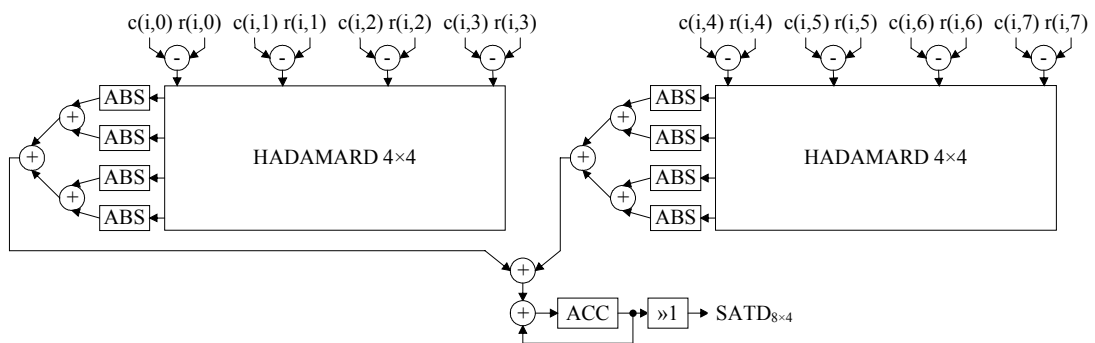 c(i,0) r(i,0) c(i,1) r(i,1) c(i,2) r(i,2) c(i,3) r(i,3) c(i,4) r(i,4) c(i,5) r(i,5) c(i,6) r(i,6) c(i,7) r(i,7)
- - - - - - - -
ABS ABS
+ +
ABS ABS
+ HADAMARD 4×4 + HADAMARD 4×4
ABS ABS
+ +
ABS ABS
+
+ ACC »1 SATD₈×₄